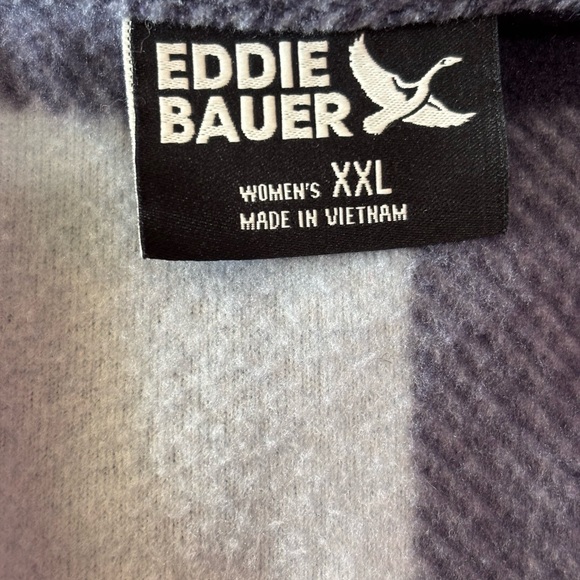 EDDIE
BAUER
WOMEN'S XXL
MADE IN VIETNAM